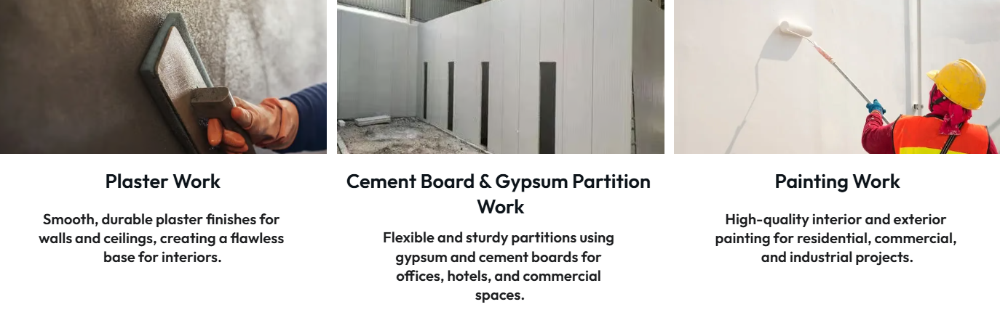 Plaster Work
Smooth, durable plaster finishes for
walls and ceilings, creating a flawless
base for interiors.
Cement Board & Gypsum Partition
Work
Flexible and sturdy partitions using
gypsum and cement boards for
offices, hotels, and commercial
spaces.
Painting Work
High-quality interior and exterior
painting for residential, commercial,
and industrial projects.